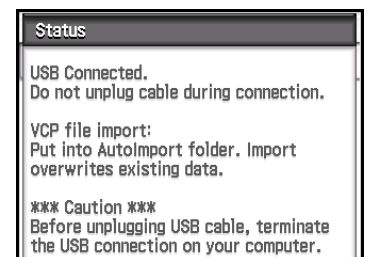 Status
USB Connected.
Do not unplug cable during connection.
VCP file import:
Put into AutoImport folder. Import
overwrites existing data.
*** Caution ***
Before unplugging USB cable, terminate
the USB connection on your computer.